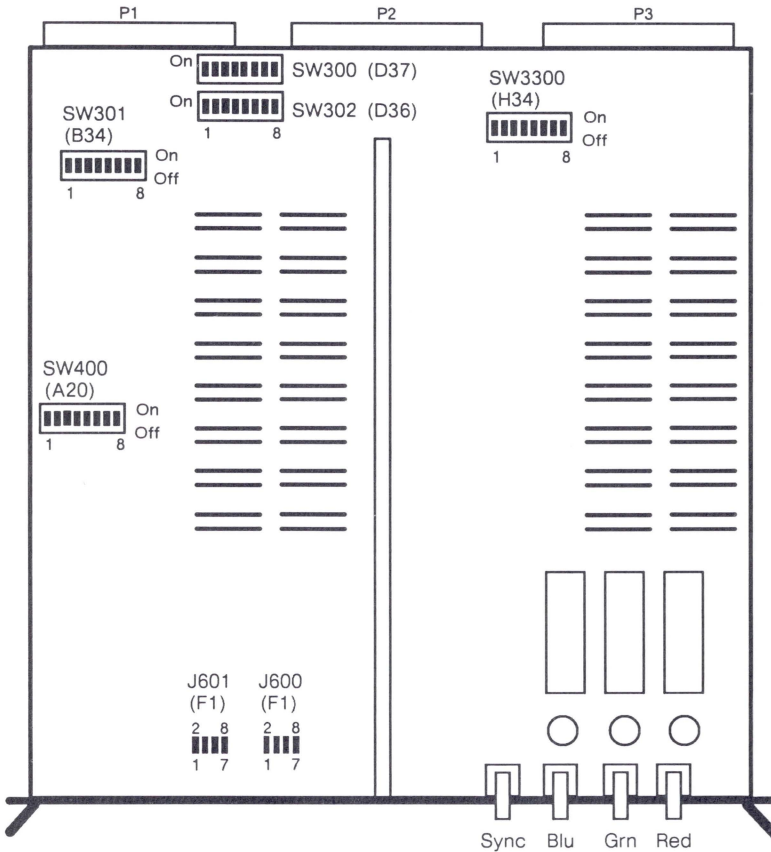 P1 P2 P3
On SW300 (D37)
SW3300
(H34)
On SW302 (D36)
On
Off
1 8
1 8
SW301
(B34)
On
Off
1 8
SW400
(A20)
On
Off
1 8
J601 J600
(F1) (F1)
2 8 2 8
1 7 1 7
Sync Blu Grn Red